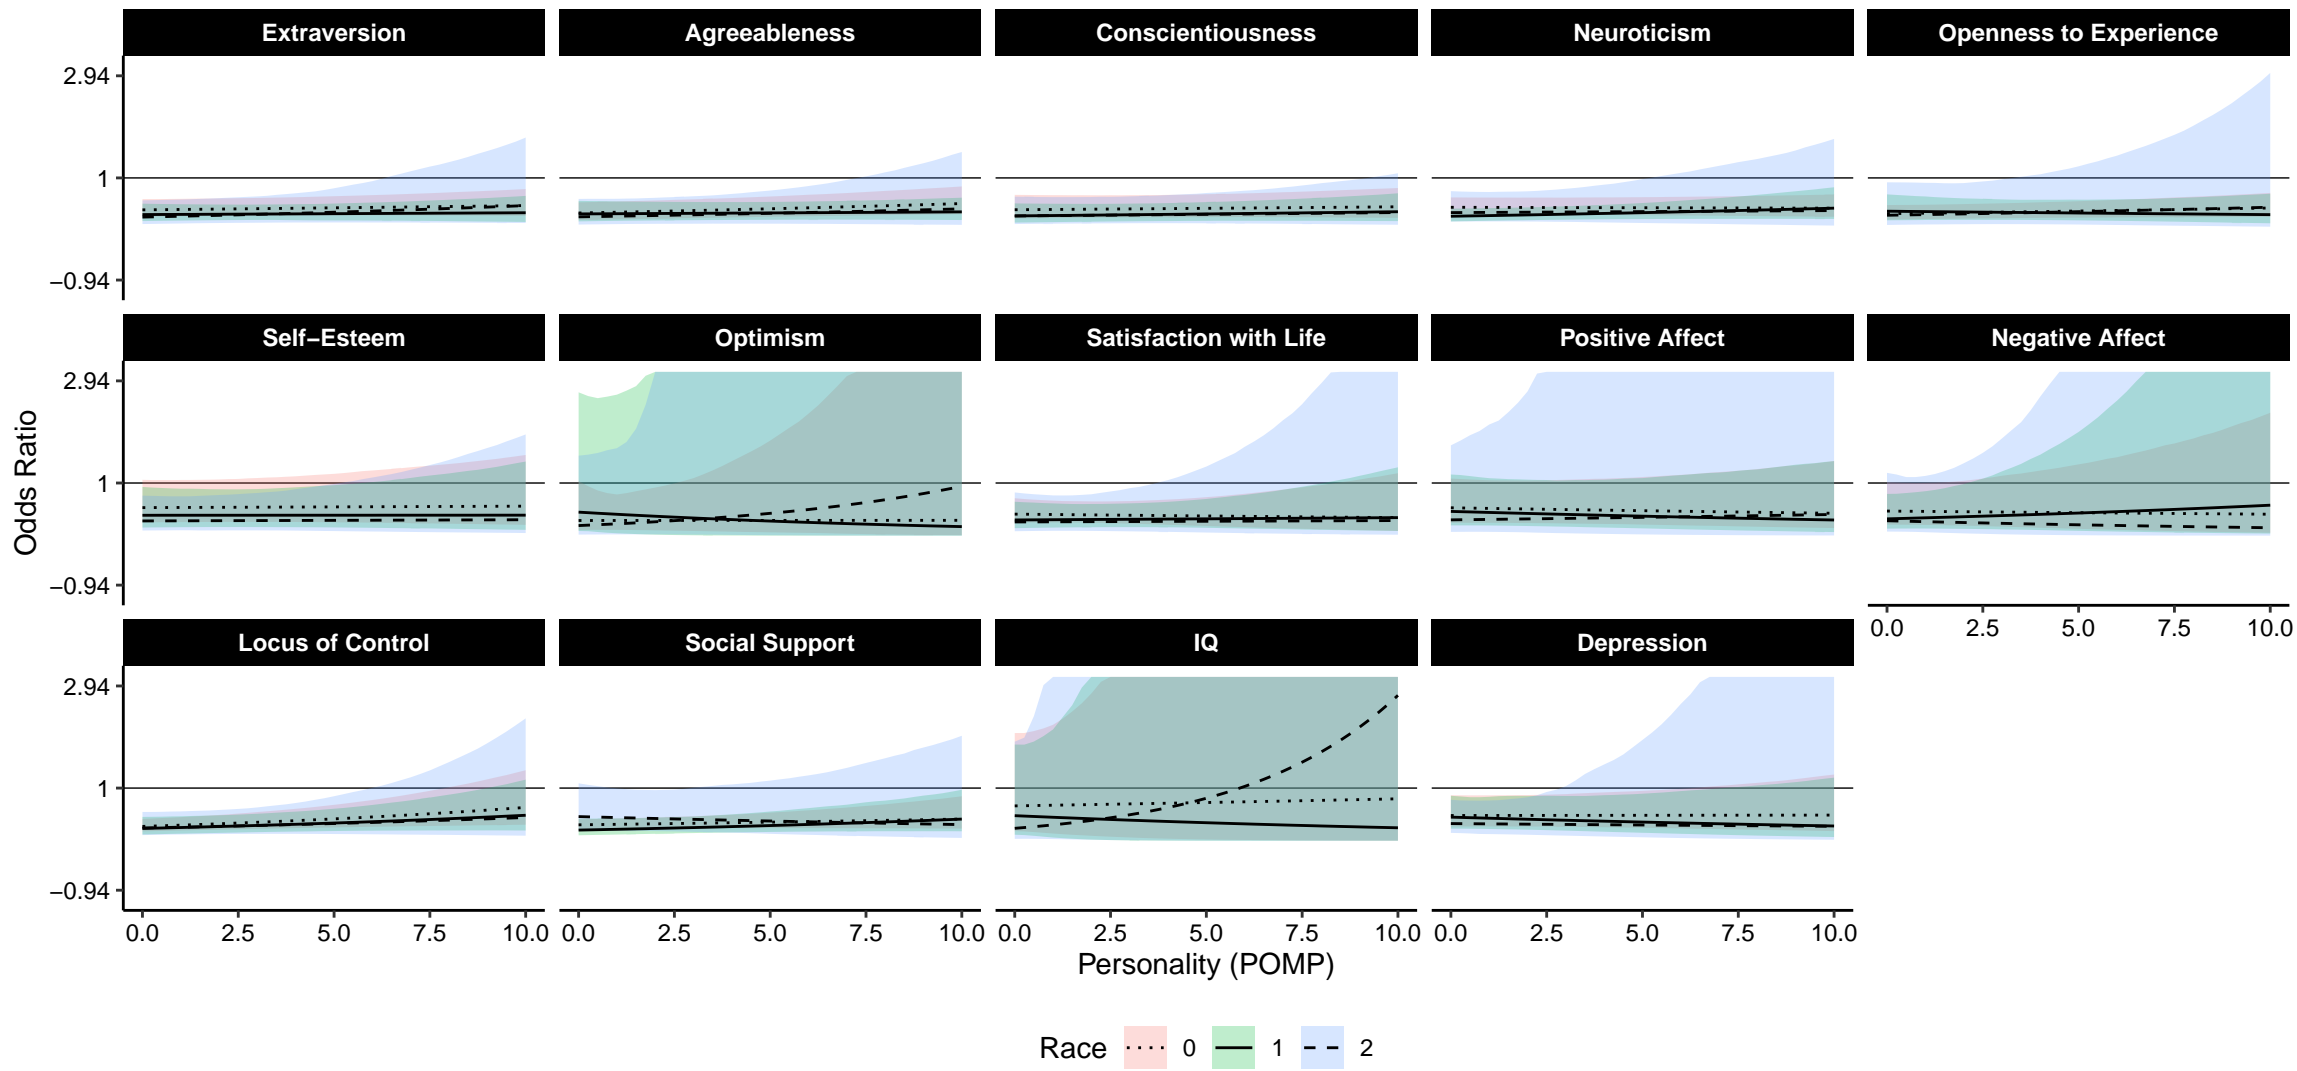 Extraversion Agreeableness Conscientiousness Neuroticism Openness to Experience
2.94
1
−0.94
Self−Esteem Optimism Satisfaction with Life Positive Affect Negative Affect
2.94
1
−0.94
Odds Ratio
0.0 2.5 5.0 7.5 10.0
Locus of Control Social Support IQ Depression
2.94
1
−0.94
0.0 2.5 5.0 7.5 10.0 0.0 2.5 5.0 7.5 10.0 0.0 2.5 5.0 7.5 10.0 0.0 2.5 5.0 7.5 10.0
Personality (POMP)
Race 0 1 2